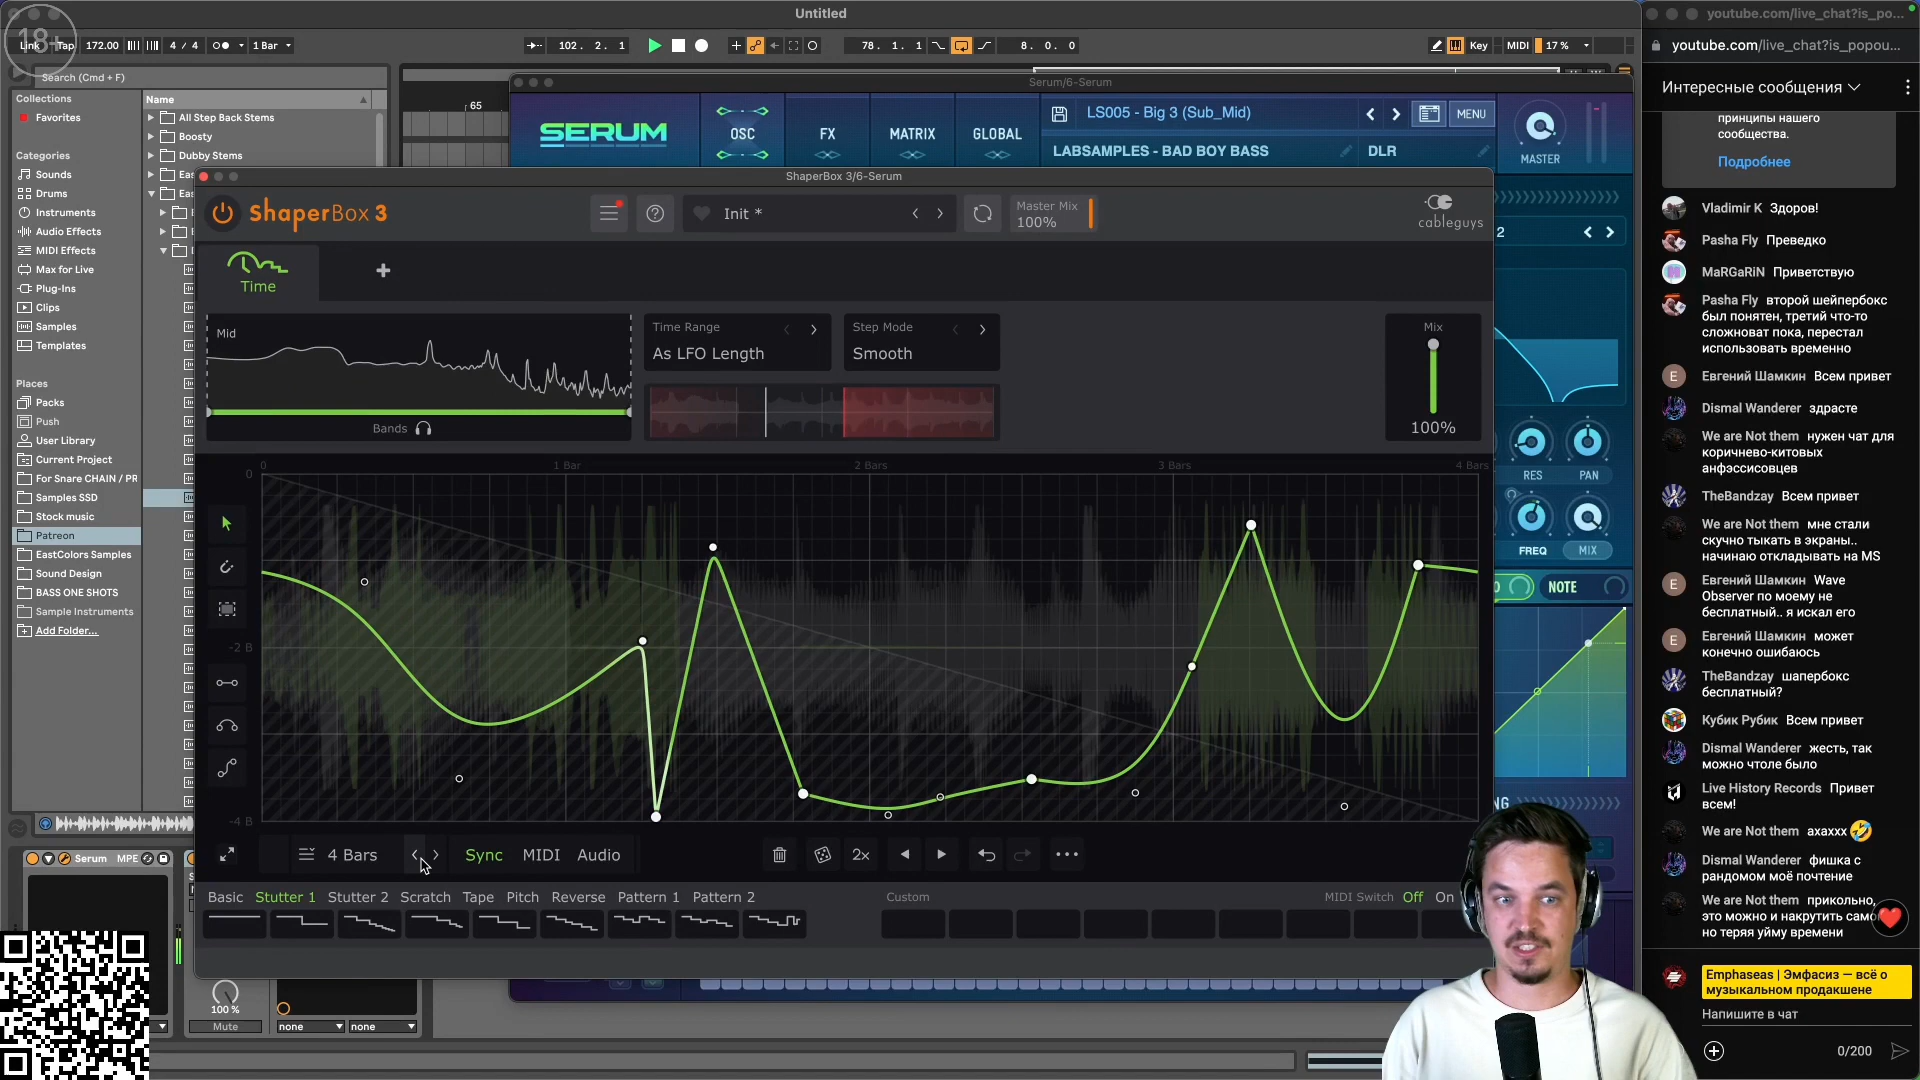 Untitled
youtube.com/live_chat?is_po...
18+
Link
Tap
172.00
4 / 4
1 Bar
102. 2. 1
78. 1. 1
8. 0. 0
Key
MIDI
17 %
youtube.com/live_chat?is_popou...
Search (Cmd + F)
Интересные сообщения
Serum/6-Serum
Collections
Name
Favorites
All Step Back Stems
Boosty
Categories
Dubby Stems
65
SERUM
OSC
FX
MATRIX
GLOBAL
LS005 - Big 3 (Sub_Mid)
MENU
LABSAMPLES - BAD BOY BASS
DLR
MASTER
принципы нашего
сообщества.
Подробнее
Sounds
Drums
Instruments
Audio Effects
MIDI Effects
Max for Live
Plug-Ins
Clips
Samples
Templates
Places
Packs
Push
User Library
Current Project
For Snare CHAIN / PR
Samples SSD
Stock music
Patreon
EastColors Samples
Sound Design
BASS ONE SHOTS
Sample Instruments
Add Folder...
ShaperBox 3/6-Serum
ShaperBox 3
Init *
Master Mix
100%
cableguys
Time
Mid
Bands
Time Range
As LFO Length
Step Mode
Smooth
Mix
100%
0
1 Bar
2 Bars
3 Bars
4 Bars
0
-2 B
-4 B
2
RES
PAN
FREQ
MIX
NOTE
4 Bars
Sync
MIDI
Audio
2x
Basic
Stutter 1
Stutter 2
Scratch
Tape
Pitch
Reverse
Pattern 1
Pattern 2
Custom
MIDI Switch
Off
On
Serum
MPE
100 %
Mute
none
none
Vladimir K Здоров!
Pasha Fly Преведко
MaRGaRiN Приветствую
Pasha Fly второй шейпербокс
был понятен, третий что-то
сложноват пока, перестал
использовать временно
Евгений Шамкин Всем привет
Dismal Wanderer здрасте
We are Not them нужен чат для
коричнево-китовых
анфэссисовцев
TheBandzay Всем привет
We are Not them мне стали
скучно тыкать в экраны..
начинаю откладывать на MS
Евгений Шамкин Wave
Observer по моему не
бесплатный.. я искал его
Евгений Шамкин может
конечно ошибаюсь
TheBandzay шапербокс
бесплатный?
Кубик Рубик Всем привет
Dismal Wanderer жесть, так
можно чтоле было
Live History Records Привет
всем!
We are Not them ахаххх
Dismal Wanderer фишка с
рандомом моё почтение
We are Not them прикольно,
это можно и накрутить само
но теряя уйму времени
Emphaseas | Эмфасиз — всё о
музыкальном продакшене
Напишите в чат
0/200